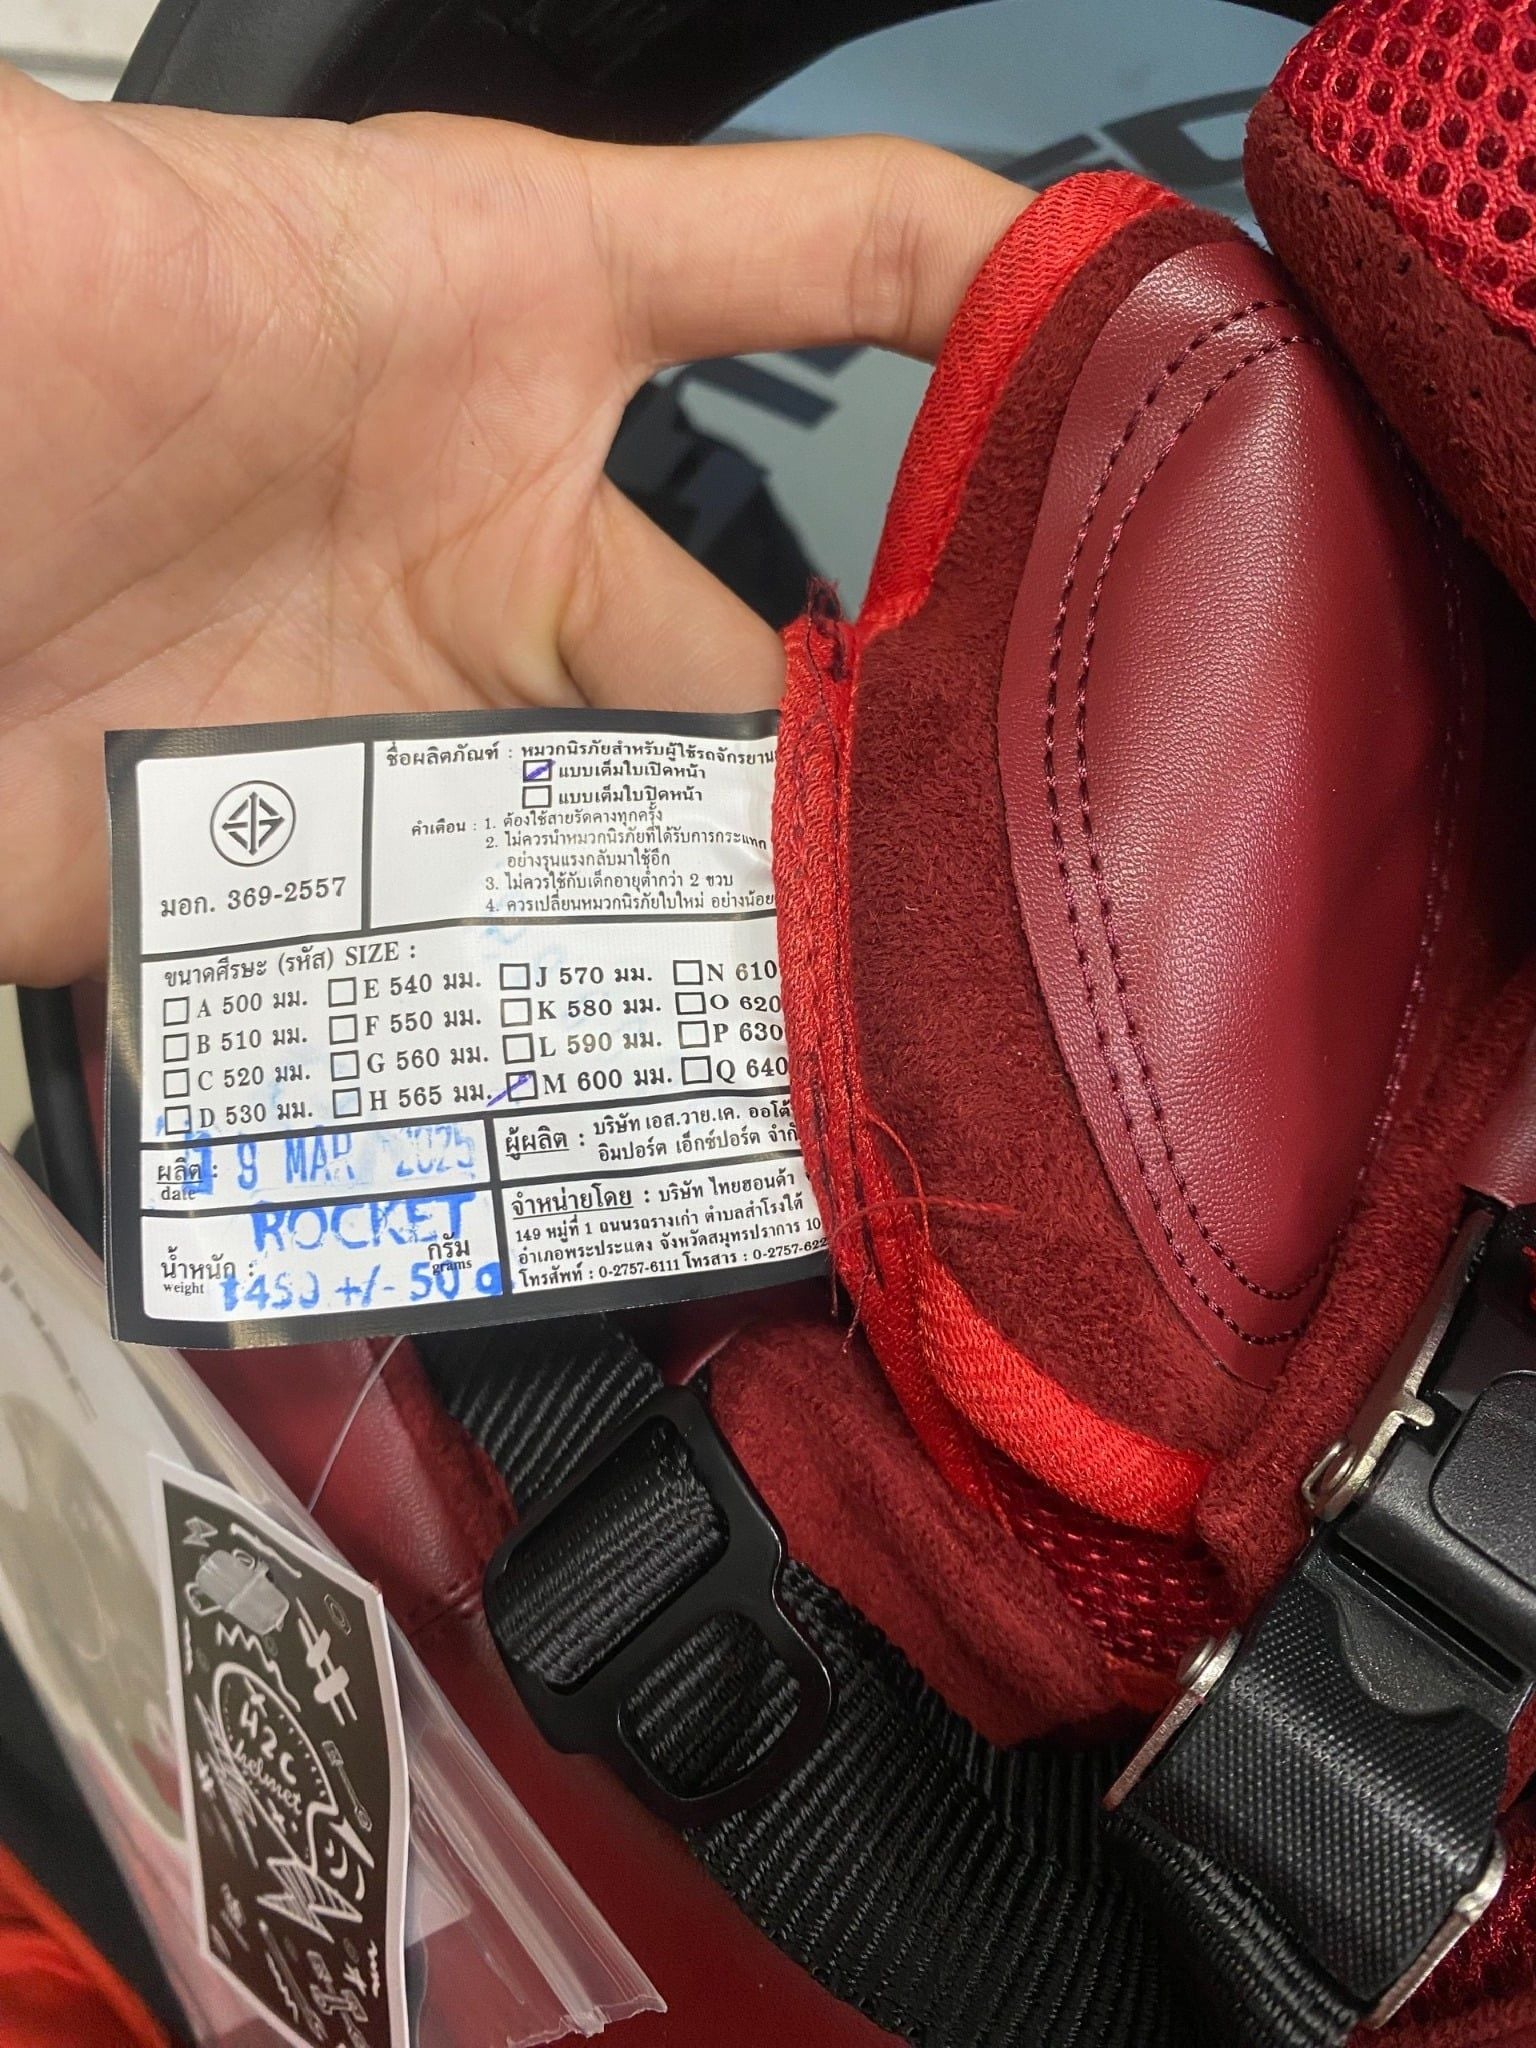 ชื่อผลิตภัณฑ์ : หมวกนิรภัยสำหรับผู้ใช้รถจักรยาน
แบบเต็มใบเปิดหน้า
แบบเต็มใบปิดหน้า
คำเตือน : 1. ต้องใช้สายรัดคางทุกครั้ง
2. ไม่ควรนำหมวกนิรภัยที่ได้รับการกระแทก
อย่างรุนแรงกลับมาใช้อีก
3. ไม่ควรใช้กับเด็กอายุต่ำกว่า 2 ขวบ
4. ควรเปลี่ยนหมวกนิรภัยใบใหม่ อย่างน้อย
มอก. 369-2557
ขนาดศีรษะ (รหัส) SIZE :
A 500 มม. E 540 มม. J 570 มม. N 610
B 510 มม. F 550 มม. K 580 มม. O 620
C 520 มม. G 560 มม. L 590 มม. P 630
D 530 มม. H 565 มม. M 600 มม. Q 640
ผลิต : 9 MAR 2025
date
ROCKET
น้ำหนัก : 1450 +/- 50 g กรัม
weight grams
ผู้ผลิต : บริษัท เอส.วาย.เค. ออโต้
อิมปอร์ต เอ็กซ์ปอร์ต
จำหน่ายโดย : บริษัท ไทยฮอนด้า
149 หมู่ที่ 1 ถนนรถรางเก่า ตำบลสำโรงใต้
อำเภอพระประแดง จังหวัดสมุทรปราการ 10
โทรศัพท์ : 0-2757-6111 โทรสาร : 0-2757-622
H2C
helmet